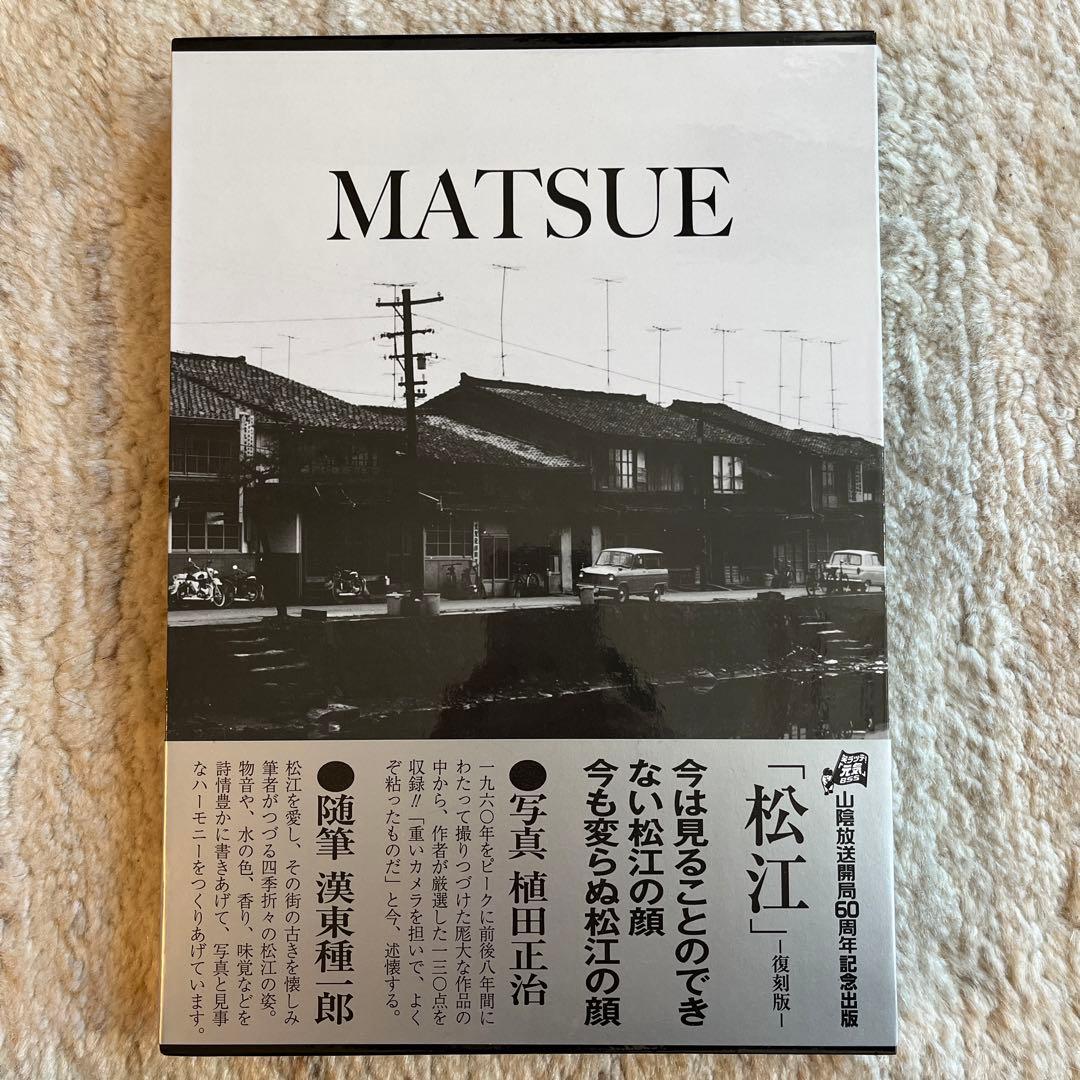 MATSUE
元気
BSS
山陰放送開局60周年記念出版
「松江」―復刻版―
今は見ることのでき
ない松江の顔
今も変らぬ松江の顔
●写真 植田正治
一九六〇年をピークに前後八年間に
わたって撮りつづけた厖大な作品の
中から、作者が厳選した一三〇点を
収録!!「重いカメラを担いで、よく
ぞ粘ったものだ」と今、述懐する。
●随筆 漢東種一郎
松江を愛し、その街の古きを懐しみ
筆者がつづる四季折々の松江の姿。
物音や、水の色、香り、味覚などを
詩情豊かに書きあげて、写真と見事
なハーモニーをつくりあげています。